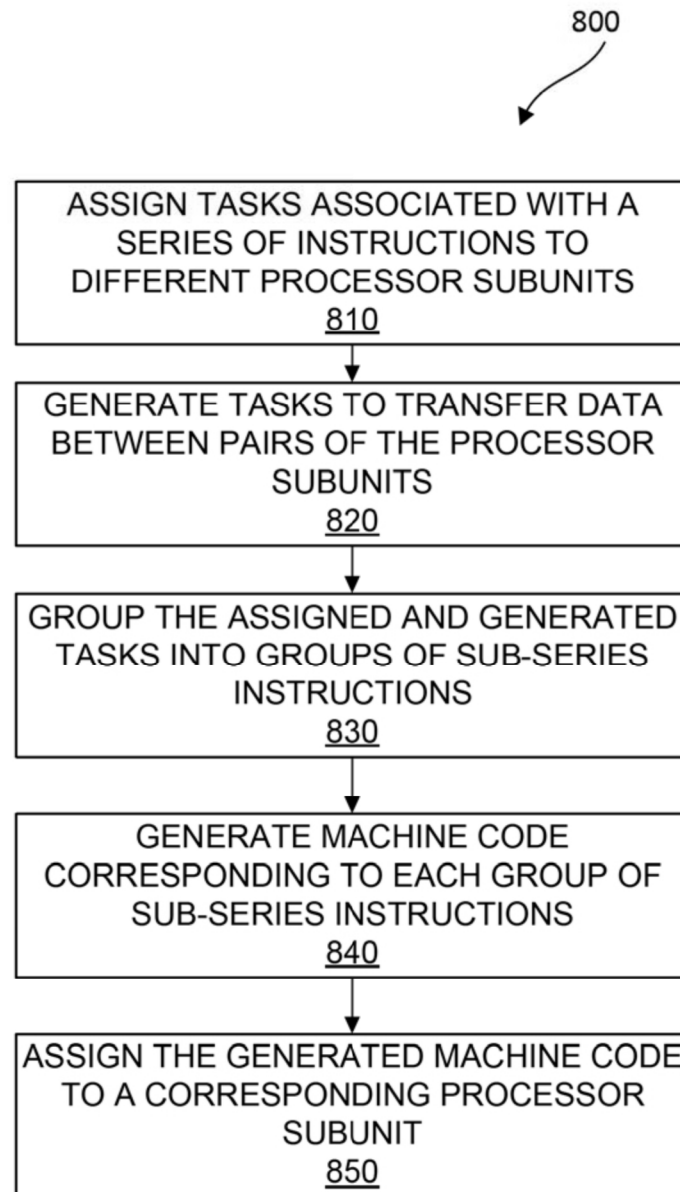 800
ASSIGN TASKS ASSOCIATED WITH A
SERIES OF INSTRUCTIONS TO
DIFFERENT PROCESSOR SUBUNITS
810
GENERATE TASKS TO TRANSFER DATA
BETWEEN PAIRS OF THE PROCESSOR
SUBUNITS
820
GROUP THE ASSIGNED AND GENERATED
TASKS INTO GROUPS OF SUB-SERIES
INSTRUCTIONS
830
GENERATE MACHINE CODE
CORRESPONDING TO EACH GROUP OF
SUB-SERIES INSTRUCTIONS
840
ASSIGN THE GENERATED MACHINE CODE
TO A CORRESPONDING PROCESSOR
SUBUNIT
850